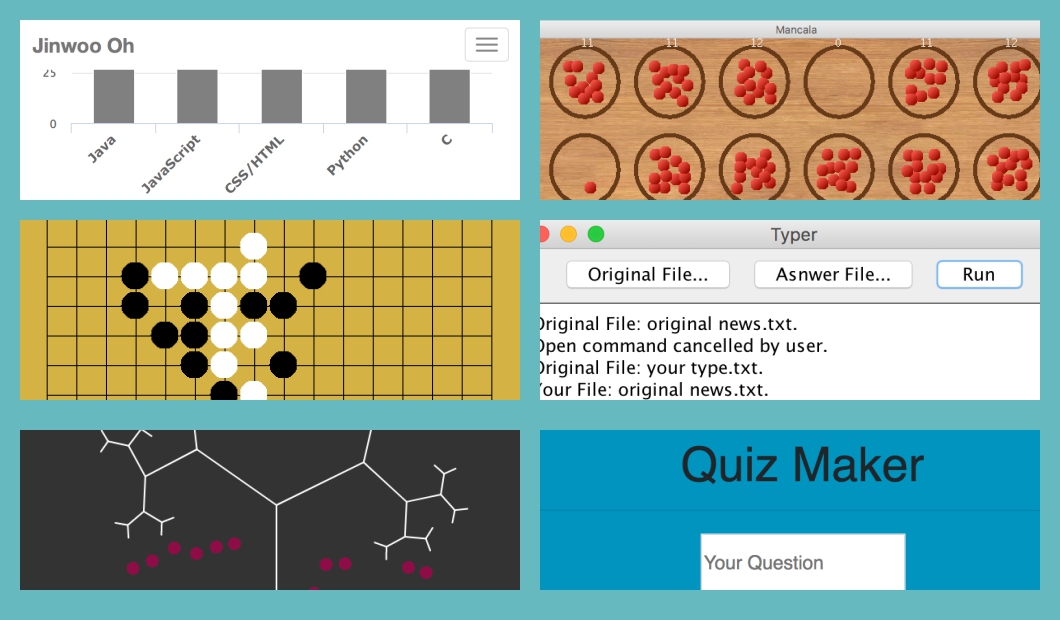 Jinwoo Oh
25
0
Java
JavaScript
CSS/HTML
Python
C
Mancala
11 11 12 0 11 12
Typer
Original File... Asnwer File... Run
Original File: original news.txt.
Open command cancelled by user.
Original File: your type.txt.
Your File: original news.txt.
Quiz Maker
Your Question